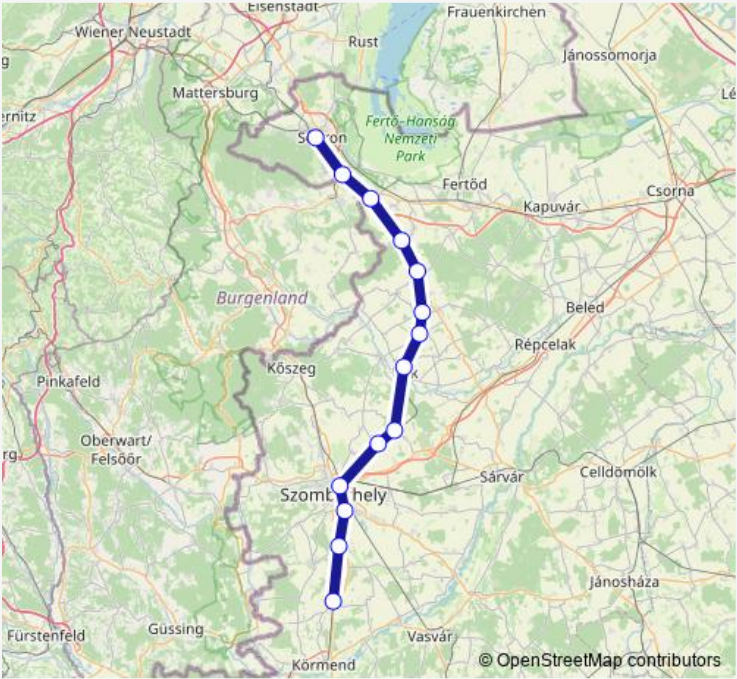 Eisenstadt
Frauenkirchen
Wiener Neustadt
Rust
Jánossomorja
Mattersburg
Fertő-Hanság
Nemzeti
Park
Fertőd
Csorna
Kapuvár
Burgenland
Beled
Répcelak
Kőszeg
Pinkafeld
Oberwart/
Felsőőr
Sárvár
Celldömölk
Jánosháza
Fürstenfeld
Güssing
Vasvár
Körmend
© OpenStreetMap contributors